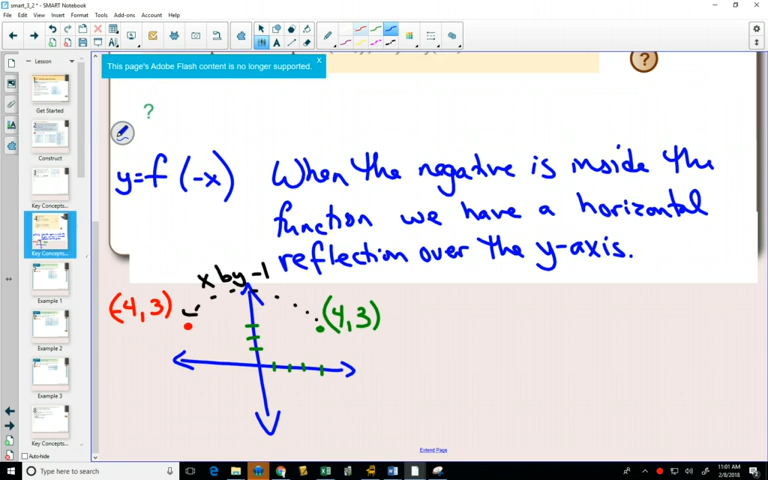 smart_3_2 * - SMART Notebook
File Edit View Insert Format Tools Add-ons Account Help
Lesson
Get Started
Construct
Key Concepts...
Key Concepts...
Example 1
Example 2
Example 3
Key Concepts...
Auto-hide
This page's Adobe Flash content is no longer supported. X
?
?
y=f(-x) When the negative is inside the
function we have a horizontal
reflection over the y-axis.
x by -1
(-4,3)
(4,3)
Extend Page
Type here to search
11:01 AM
2/8/2018